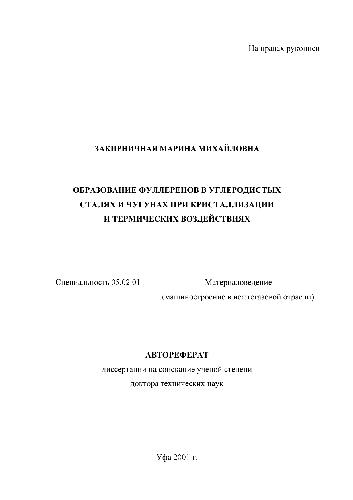 На правах рукописи
ЗАКИРНИЧНАЯ МАРИНА МИХАЙЛОВНА
ОБРАЗОВАНИЕ ФУЛЛЕРЕНОВ В УГЛЕРОДИСТЫХ
СТАЛЯХ И ЧУГУНАХ ПРИ КРИСТАЛЛИЗАЦИИ
И ТЕРМИЧЕСКИХ ВОЗДЕЙСТВИЯХ
Специальность 05.02.01 Материаловедение
(машиностроение в нефтегазовой отрасли)
АВТОРЕФЕРАТ
диссертации на соискание ученой степени
доктора технических наук
Уфа 2001 г.